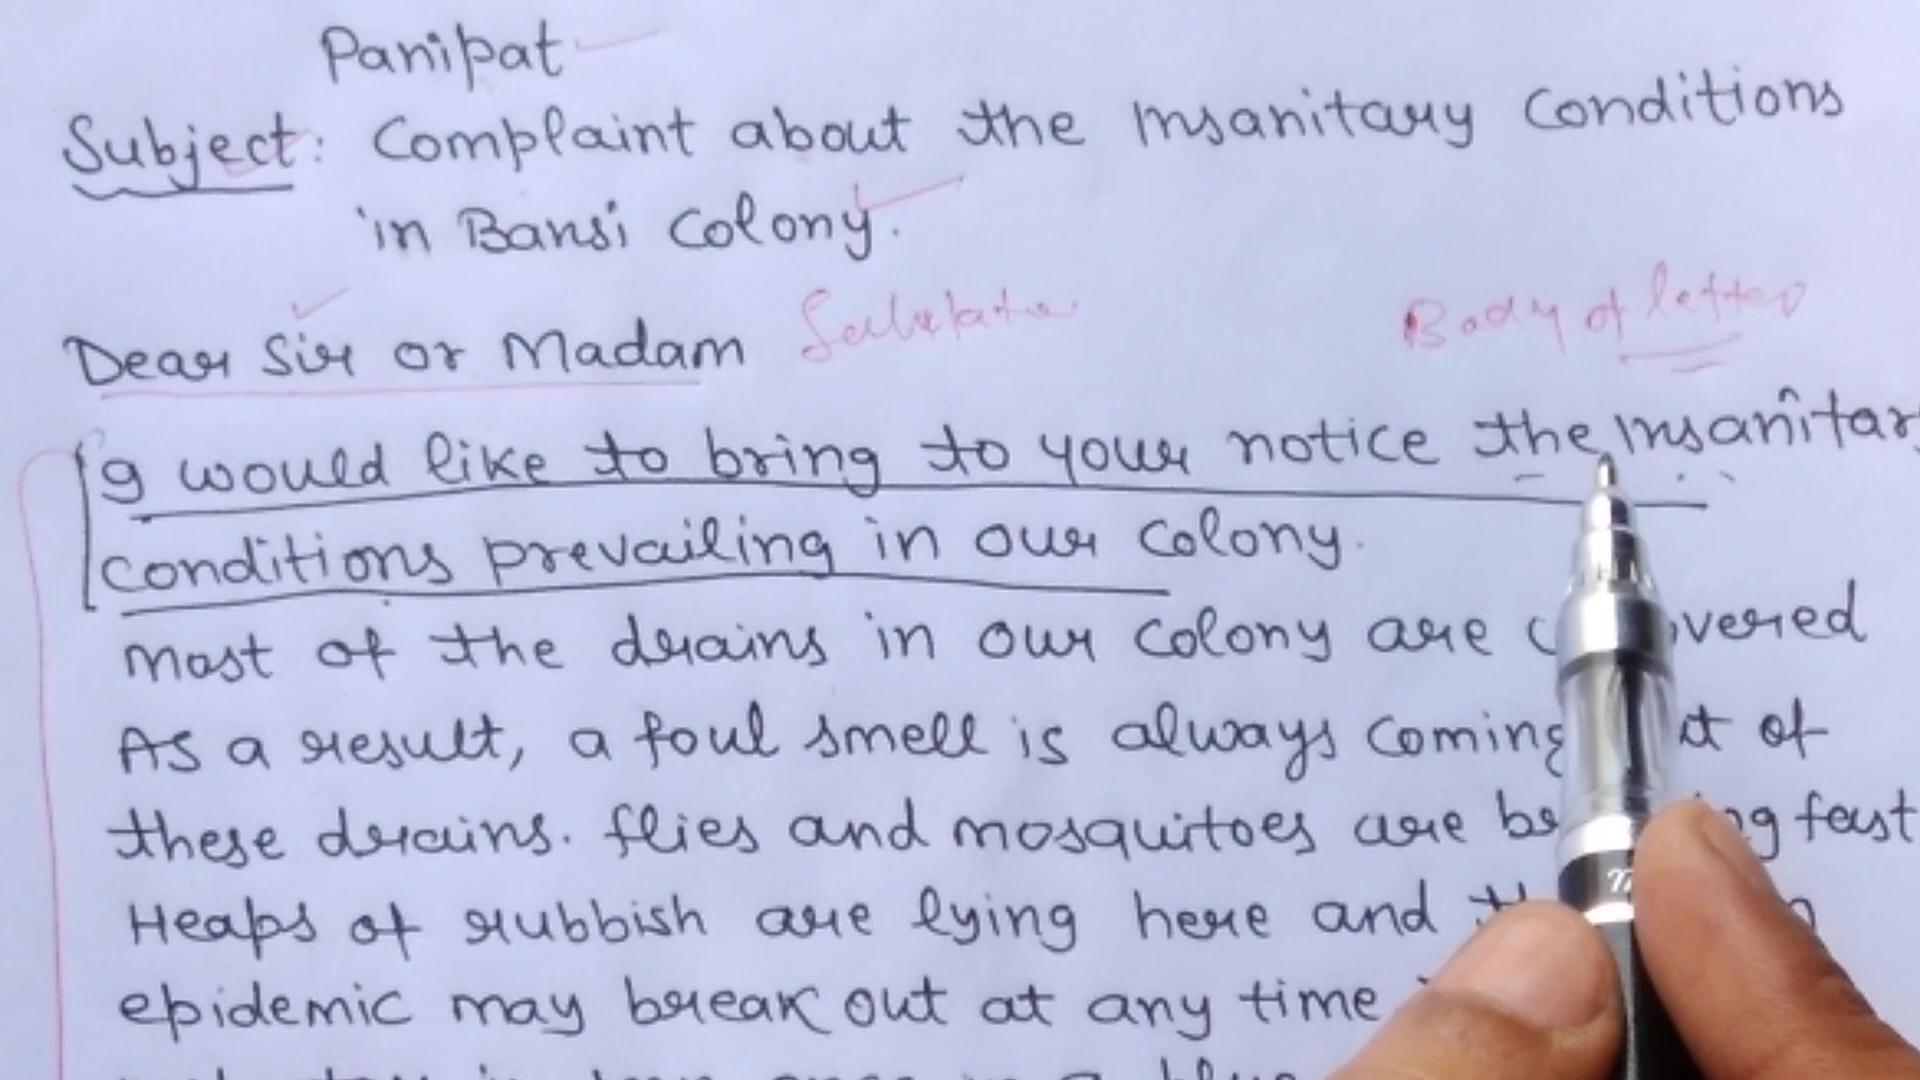 Panipat
Subject: Complaint about the Insanitary Conditions
in Bansi Colony.
Dear Sir or Madam
Body of letter
I would like to bring to your notice the Insanitar
conditions prevailing in our colony.
Most of the drains in our colony are
As a result, a foul smell is always coming of
these drains. flies and mosquitoes are fast
Heaps of rubbish are lying here and
epidemic may break out at any time
in a